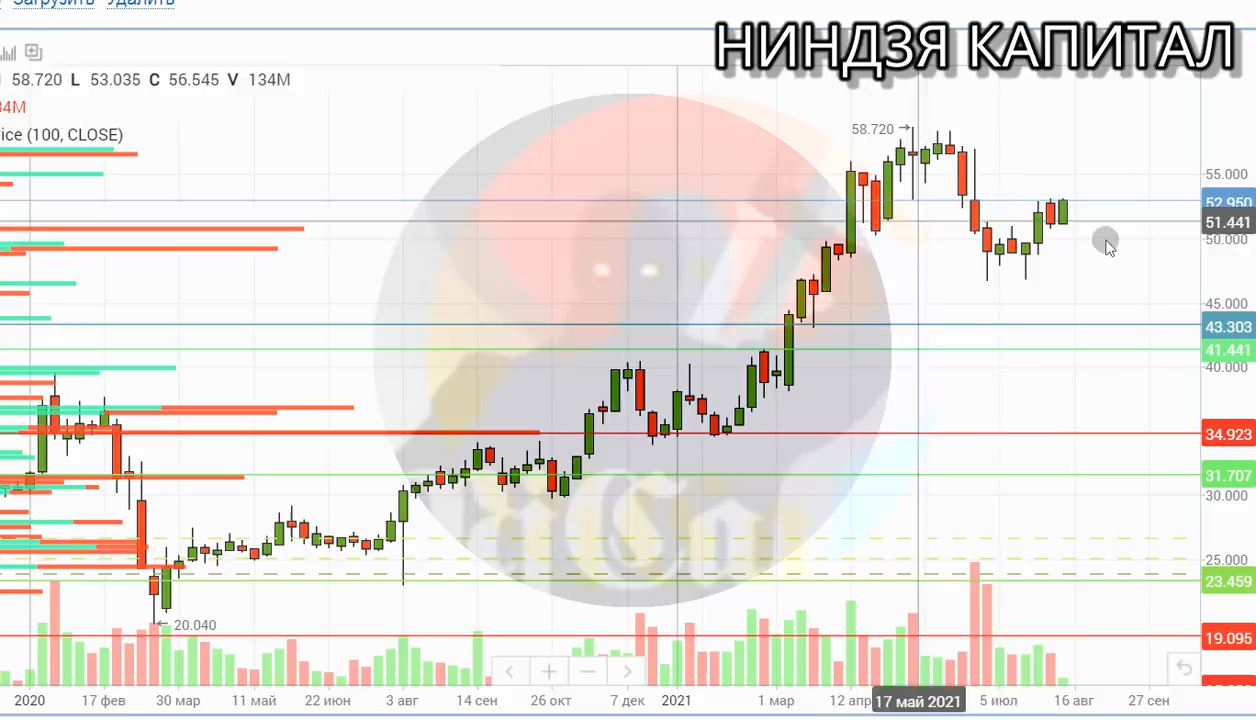 Загрузить Удалить
НИНДЗЯ КАПИТАЛ
58.720 L 53.035 C 56.545 V 134M
34M
ice (100, CLOSE)
58.720
55.000
52.950
51.441
50.000
45.000
43.303
41.441
40.000
34.923
31.707
30.000
25.000
23.459
20.040
19.095
2020 17 фев 30 мар 11 май 22 июн 3 авг 14 сен 26 окт 7 дек 2021 1 мар 12 апр 17 май 2021 5 июл 16 авг 27 сен